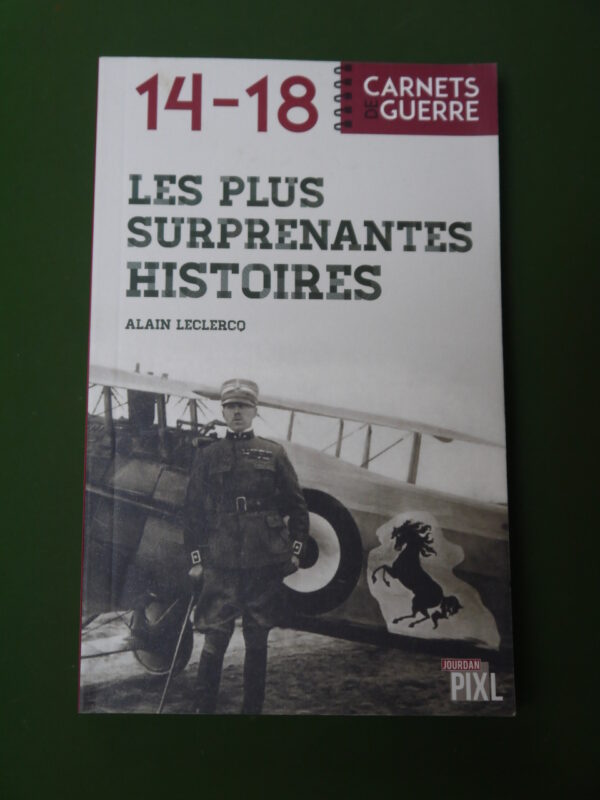 14-18
CARNETS
DE GUERRE
LES PLUS
SURPRENANTES
HISTOIRES
ALAIN LECLERCQ
JOURDAN
PIXL